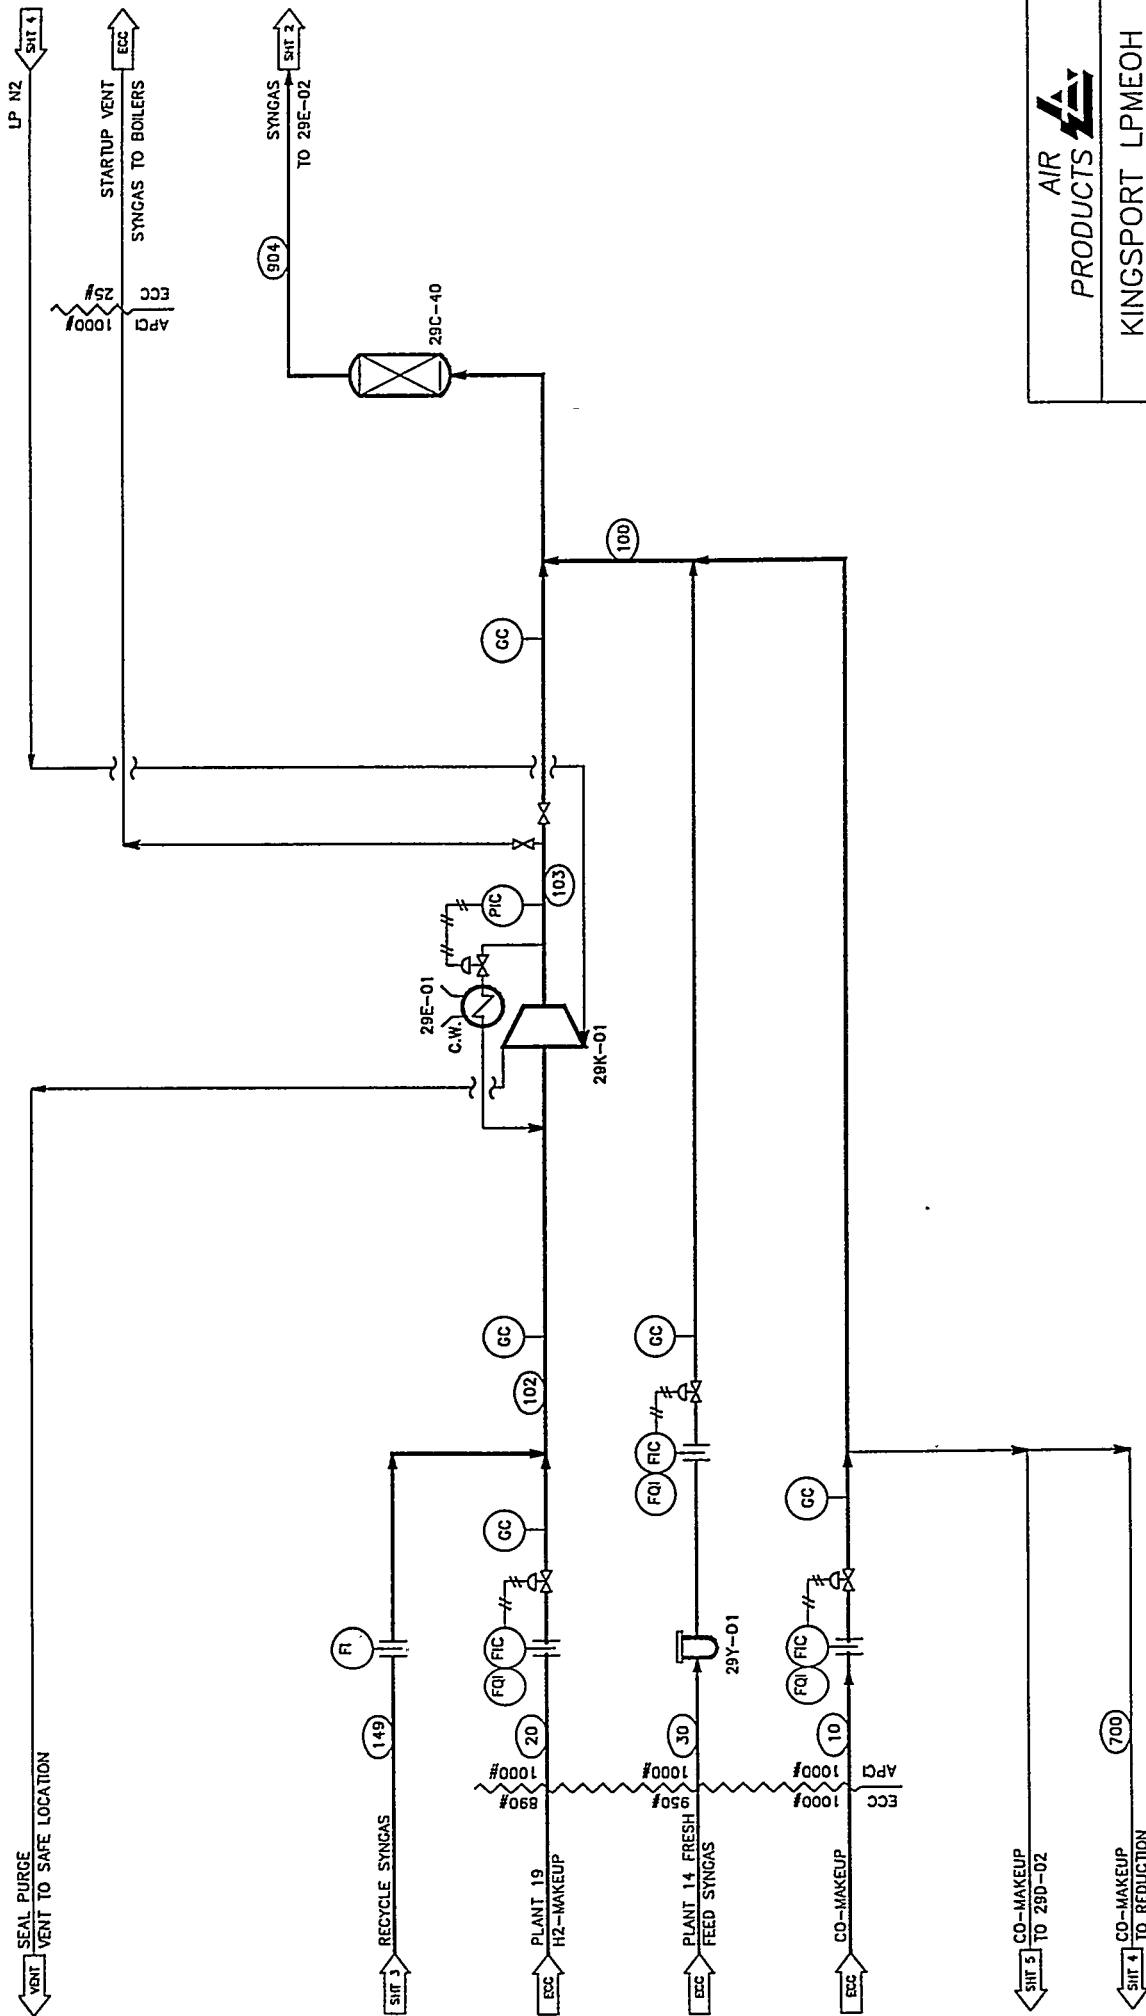 SEAL PURGE
VENT TO SAFE LOCATION
VENT
LP N2
SHT 4
STARTUP VENT
SYNGAS TO BOILERS
ECC
1000#
25#
APCI
ECC
SYNGAS
TO 29E-02
SHT 2
904
29C-40
RECYCLE SYNGAS
SHT 3
149
FI
PLANT 19
H2-MAKEUP
ECC
890#
1000#
20
FQI
FIC
GC
102
GC
C.W.
29E-01
29K-01
PIC
103
GC
100
PLANT 14 FRESH
FEED SYNGAS
ECC
950#
1000#
30
29Y-01
FQI
FIC
GC
CO-MAKEUP
ECC
1000#
1000#
ECC
APCI
10
FQI
FIC
GC
CO-MAKEUP
TO 29D-02
SHT 5
CO-MAKEUP
TO REDUCTION
SHT 4
700
AIR
PRODUCTS
KINGSPORT LPMEOH